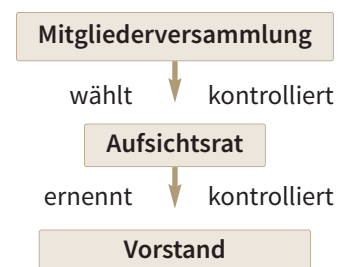 Mitgliederversammlung
wählt kontrolliert
Aufsichtsrat
ernennt kontrolliert
Vorstand